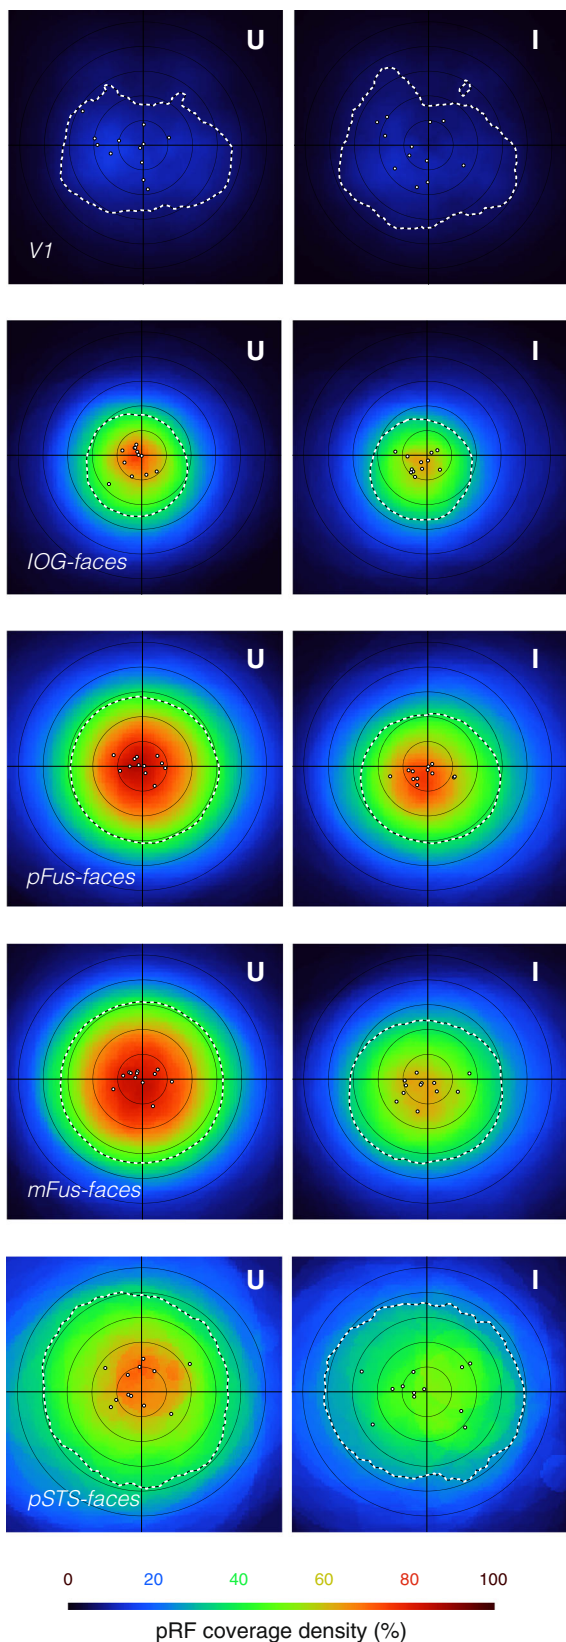 U
I
V1
U
I
IOG-faces
U
I
pFus-faces
U
I
mFus-faces
U
I
pSTS-faces
0 20 40 60 80 100
pRF coverage density (%)